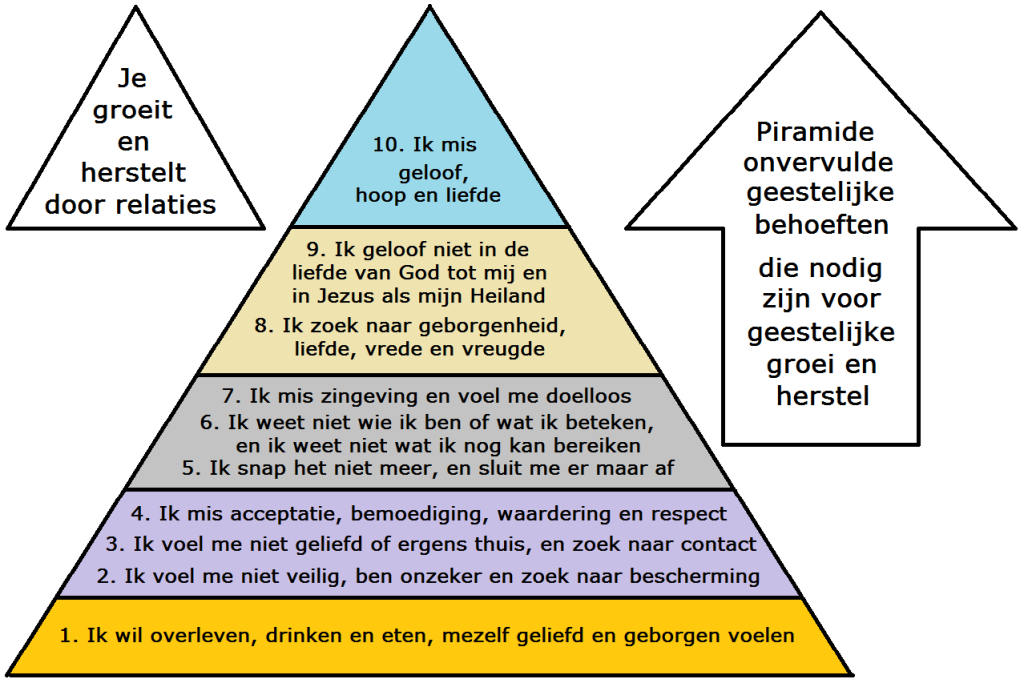 Je
groeit
en
herstelt
door relaties
10. Ik mis
geloof,
hoop en liefde
9. Ik geloof niet in de
liefde van God tot mij en
in Jezus als mijn Heiland
8. Ik zoek naar geborgenheid,
liefde, vrede en vreugde
7. Ik mis zingeving en voel me doelloos
6. Ik weet niet wie ik ben of wat ik beteken,
en ik weet niet wat ik nog kan bereiken
5. Ik snap het niet meer, en sluit me er maar af
4. Ik mis acceptatie, bemoediging, waardering en respect
3. Ik voel me niet geliefd of ergens thuis, en zoek naar contact
2. Ik voel me niet veilig, ben onzeker en zoek naar bescherming
1. Ik wil overleven, drinken en eten, mezelf geliefd en geborgen voelen
Piramide
onvervulde
geestelijke
behoeften
die nodig
zijn voor
geestelijke
groei en
herstel